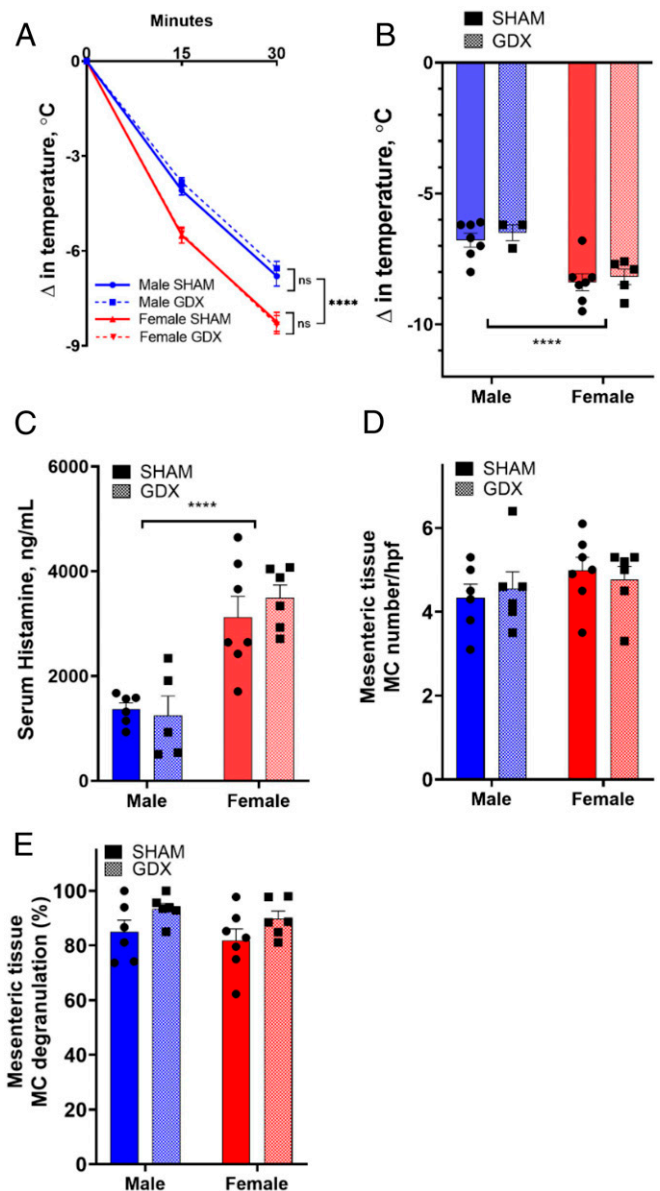 A
Minutes
0 15 30
0
-3
-6
-9
Δ in temperature, °C
Male SHAM
Male GDX
Female SHAM
Female GDX
ns
ns
****
B
SHAM
GDX
0
-5
-10
Δ in temperature, °C
****
Male Female
C
SHAM
GDX
****
6000
4000
2000
0
Serum Histamine, ng/mL
Male Female
D
SHAM
GDX
6
4
2
0
Mesenteric tissue
MC number/hpf
Male Female
E
SHAM
GDX
100
80
60
40
20
0
Mesenteric tissue
MC degranulation (%)
Male Female